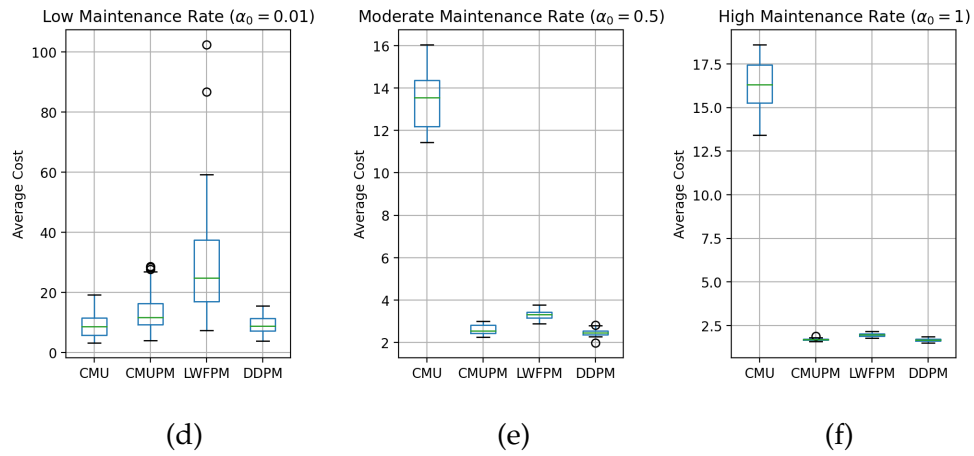 Low Maintenance Rate (α₀ = 0.01)
Average Cost
100
80
60
40
20
0
CMU CMUPM LWFPM DDPM
(d)
Moderate Maintenance Rate (α₀ = 0.5)
Average Cost
16
14
12
10
8
6
4
2
CMU CMUPM LWFPM DDPM
(e)
High Maintenance Rate (α₀ = 1)
Average Cost
17.5
15.0
12.5
10.0
7.5
5.0
2.5
CMU CMUPM LWFPM DDPM
(f)